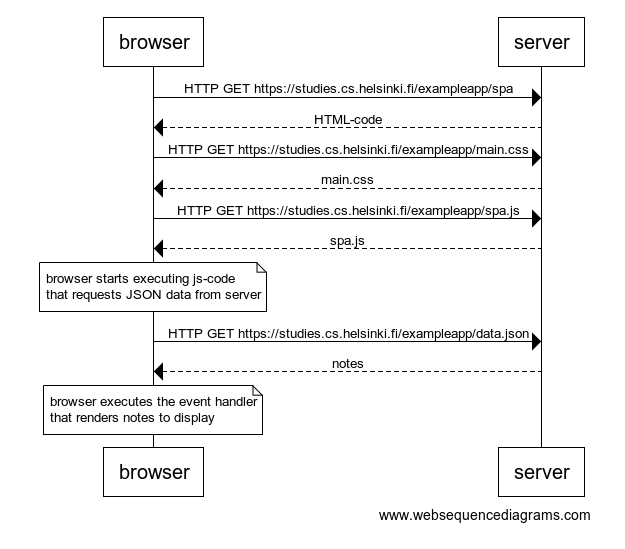 browser
server
HTTP GET https://studies.cs.helsinki.fi/exampleapp/spa
HTML-code
HTTP GET https://studies.cs.helsinki.fi/exampleapp/main.css
main.css
HTTP GET https://studies.cs.helsinki.fi/exampleapp/spa.js
spa.js
browser starts executing js-code
that requests JSON data from server
HTTP GET https://studies.cs.helsinki.fi/exampleapp/data.json
notes
browser executes the event handler
that renders notes to display
browser
server
www.websequencediagrams.com